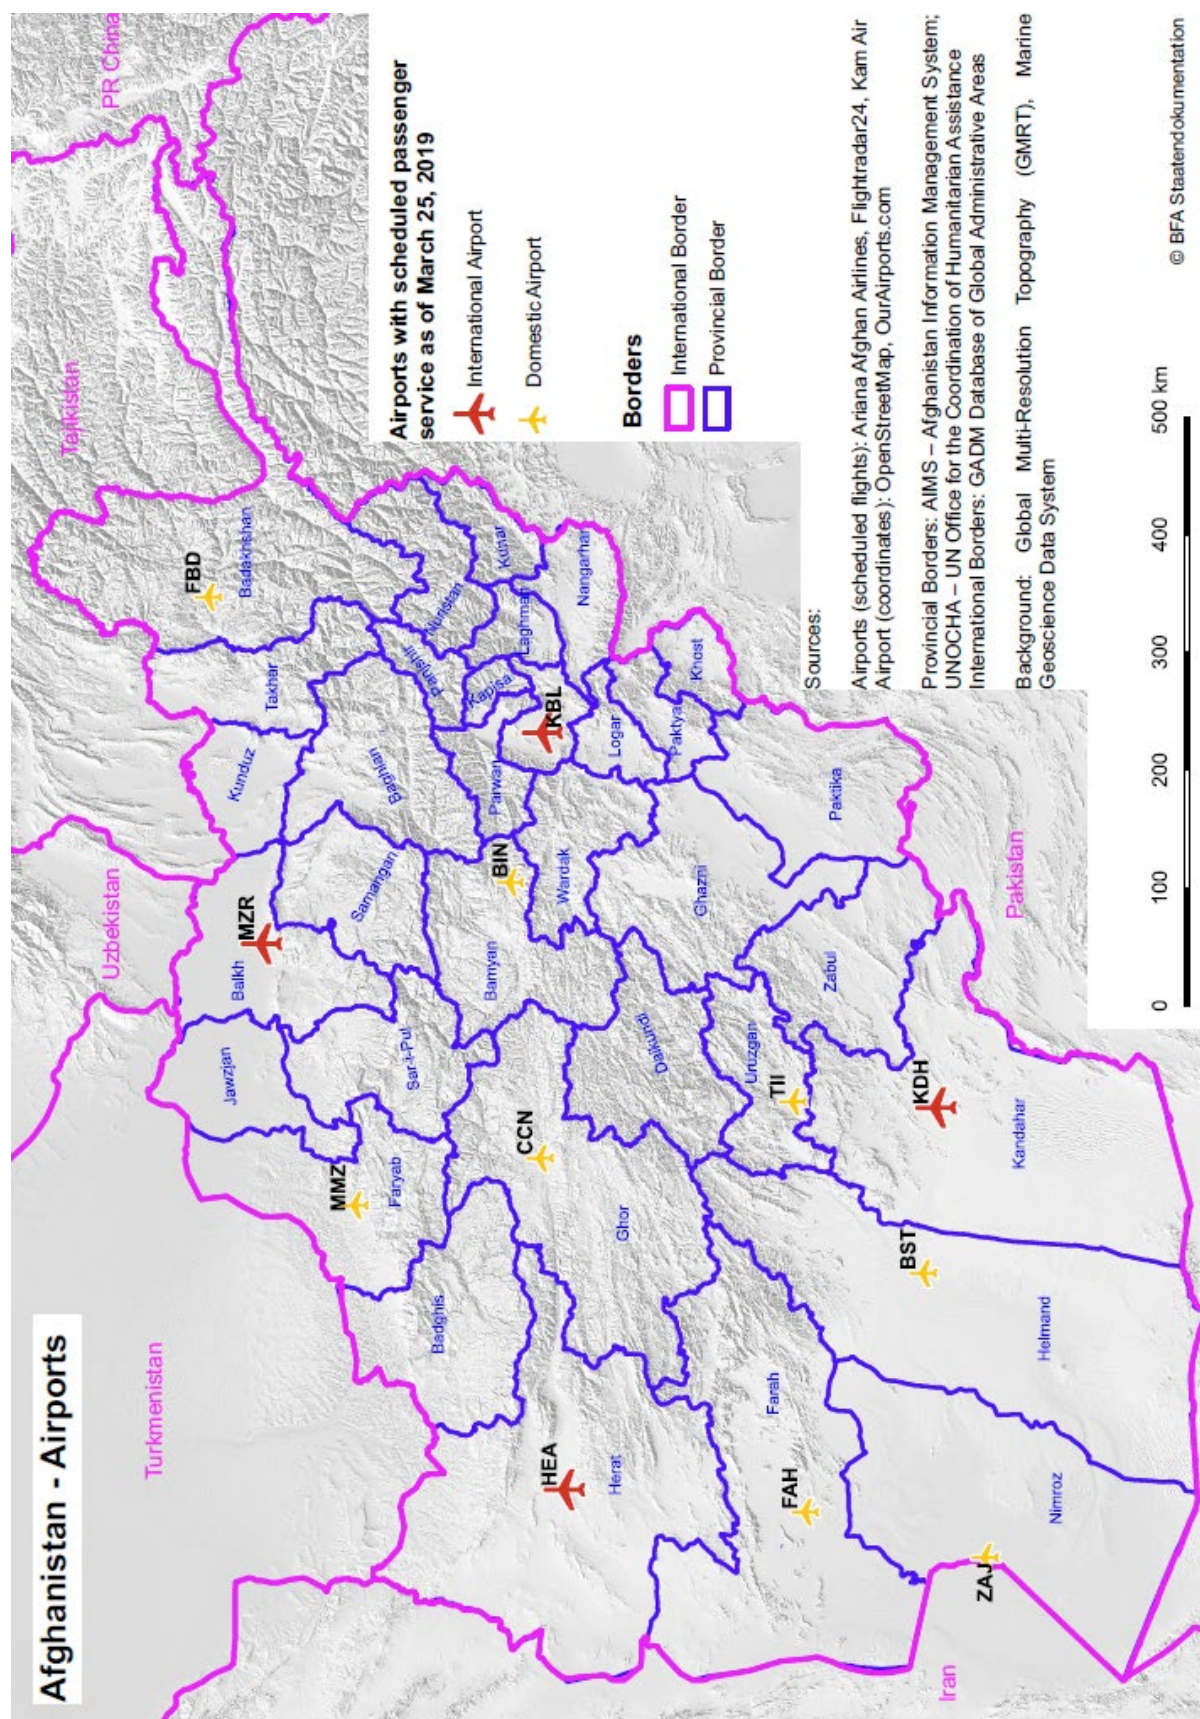 Afghanistan - Airports
PR China
Tajikistan
Uzbekistan
Turkmenistan
Iran
Pakistan
FBD
Badakhshan
Takhar
Kunduz
MZR
Balkh
Jawzjan
Samangan
Baghlan
Sar-i-Pul
MMZ
Faryab
Badghis
Panjshir
Nuristan
Kunar
Laghman
Kapisa
Nangarhar
KBL
Parwan
BIN
Bamyan
Wardak
Logar
Paktya
Khost
CCN
Ghor
HEA
Herat
Daikundi
Ghazni
Paktika
Uruzgan
TII
Zabul
FAH
Farah
BST
KDH
Kandahar
Helmand
ZAJ
Nimroz
Airports with scheduled passenger
service as of March 25, 2019
International Airport
Domestic Airport
Borders
International Border
Provincial Border
Sources:
Airports (scheduled flights): Ariana Afghan Airlines, Flightradar24, Kam Air
Airport (coordinates): OpenStreetMap, OurAirports.com
Provincial Borders: AIMS – Afghanistan Information Management System;
UNOCHA – UN Office for the Coordination of Humanitarian Assistance
International Borders: GADM Database of Global Administrative Areas
Background: Global Multi-Resolution Topography (GMRT), Marine
Geoscience Data System
0 100 200 300 400 500 km
© BFA Staatendokumentation